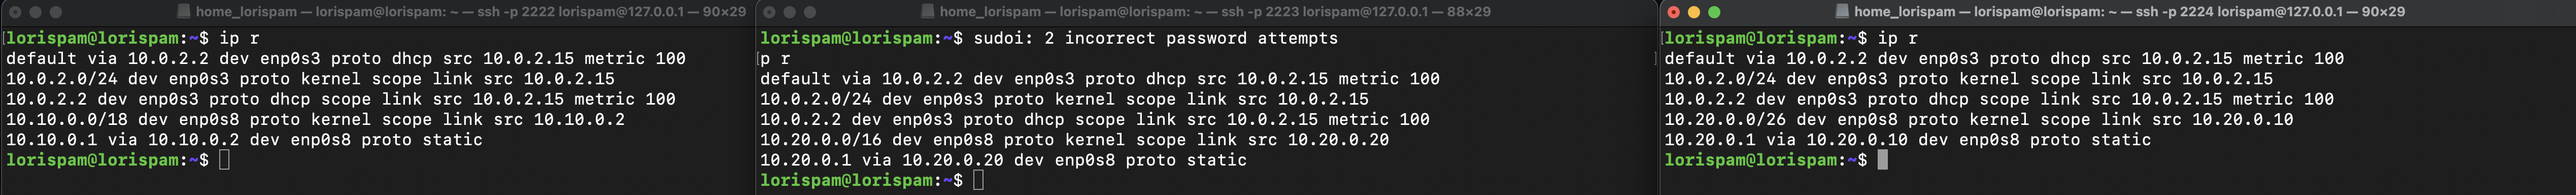 home_lorispam — lorispam@lorispam: ~ — ssh -p 2222 lorispam@127.0.0.1 — 90×29
lorispam@lorispam:~$ ip r
default via 10.0.2.2 dev enp0s3 proto dhcp src 10.0.2.15 metric 100
10.0.2.0/24 dev enp0s3 proto kernel scope link src 10.0.2.15
10.0.2.2 dev enp0s3 proto dhcp scope link src 10.0.2.15 metric 100
10.10.0.0/18 dev enp0s8 proto kernel scope link src 10.10.0.2
10.10.0.1 via 10.10.0.2 dev enp0s8 proto static
lorispam@lorispam:~$
home_lorispam — lorispam@lorispam: ~ — ssh -p 2223 lorispam@127.0.0.1 — 88×29
lorispam@lorispam:~$ sudoi: 2 incorrect password attempts
p r
default via 10.0.2.2 dev enp0s3 proto dhcp src 10.0.2.15 metric 100
10.0.2.0/24 dev enp0s3 proto kernel scope link src 10.0.2.15
10.0.2.2 dev enp0s3 proto dhcp scope link src 10.0.2.15 metric 100
10.20.0.0/16 dev enp0s8 proto kernel scope link src 10.20.0.20
10.20.0.1 via 10.20.0.20 dev enp0s8 proto static
lorispam@lorispam:~$
home_lorispam — lorispam@lorispam: ~ — ssh -p 2224 lorispam@127.0.0.1 — 90×29
lorispam@lorispam:~$ ip r
default via 10.0.2.2 dev enp0s3 proto dhcp src 10.0.2.15 metric 100
10.0.2.0/24 dev enp0s3 proto kernel scope link src 10.0.2.15
10.0.2.2 dev enp0s3 proto dhcp scope link src 10.0.2.15 metric 100
10.20.0.0/26 dev enp0s8 proto kernel scope link src 10.20.0.10
10.20.0.1 via 10.20.0.10 dev enp0s8 proto static
lorispam@lorispam:~$